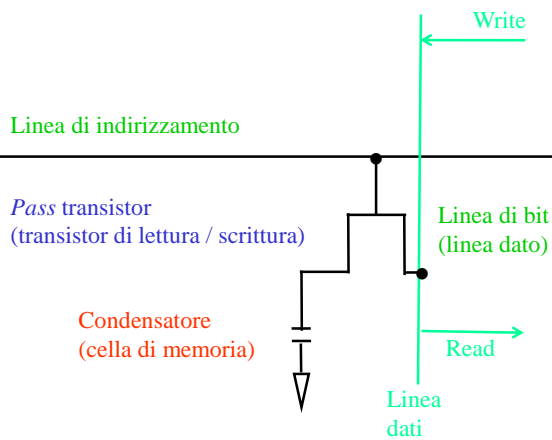 Write
Linea di indirizzamento
Pass transistor
(transistor di lettura / scrittura)
Linea di bit
(linea dato)
Condensatore
(cella di memoria)
Read
Linea
dati